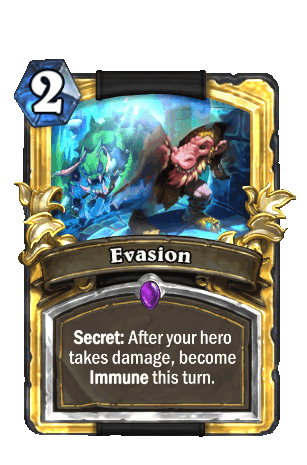 2
Evasion
Secret: After your hero
takes damage, become
Immune this turn.